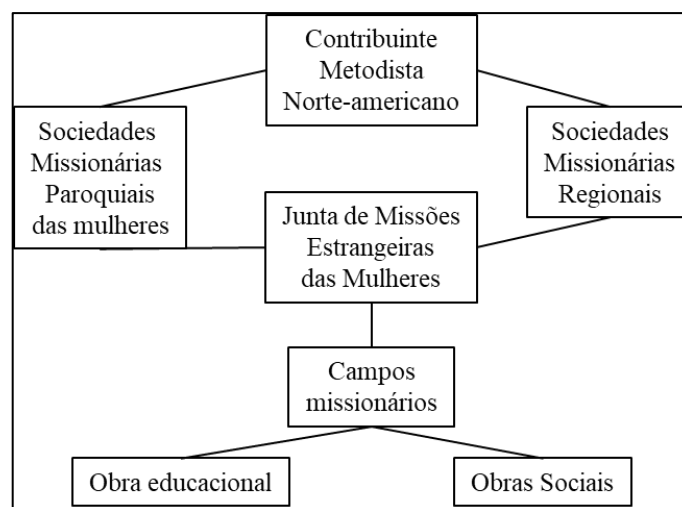 Contribuinte
Metodista
Norte-americano
Sociedades
Missionárias
Paroquiais
das mulheres
Sociedades
Missionárias
Regionais
Junta de Missões
Estrangeiras
das Mulheres
Campos
missionários
Obra educacional
Obras Sociais